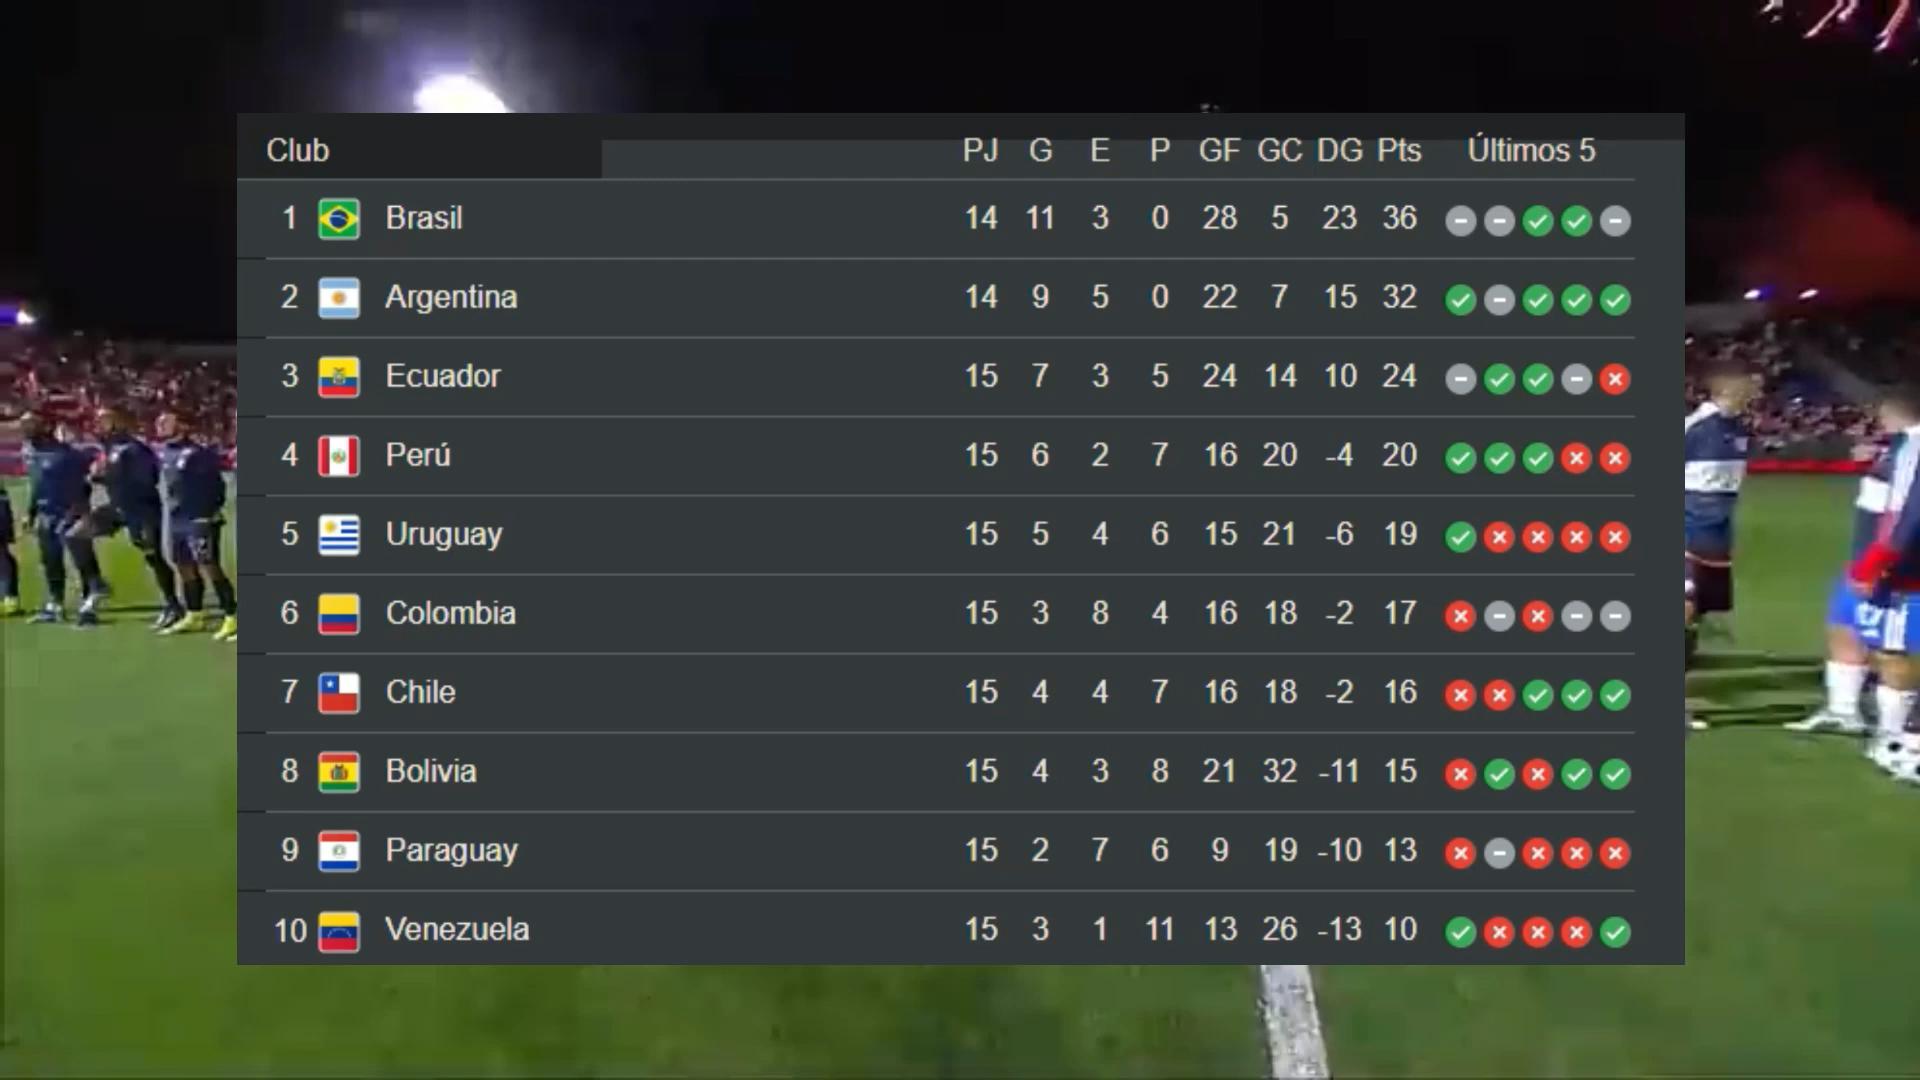 Club PJ G E P GF GC DG Pts Últimos 5
1 Brasil 14 11 3 0 28 5 23 36
2 Argentina 14 9 5 0 22 7 15 32
3 Ecuador 15 7 3 5 24 14 10 24
4 Perú 15 6 2 7 16 20 -4 20
5 Uruguay 15 5 4 6 15 21 -6 19
6 Colombia 15 3 8 4 16 18 -2 17
7 Chile 15 4 4 7 16 18 -2 16
8 Bolivia 15 4 3 8 21 32 -11 15
9 Paraguay 15 2 7 6 9 19 -10 13
10 Venezuela 15 3 1 11 13 26 -13 10